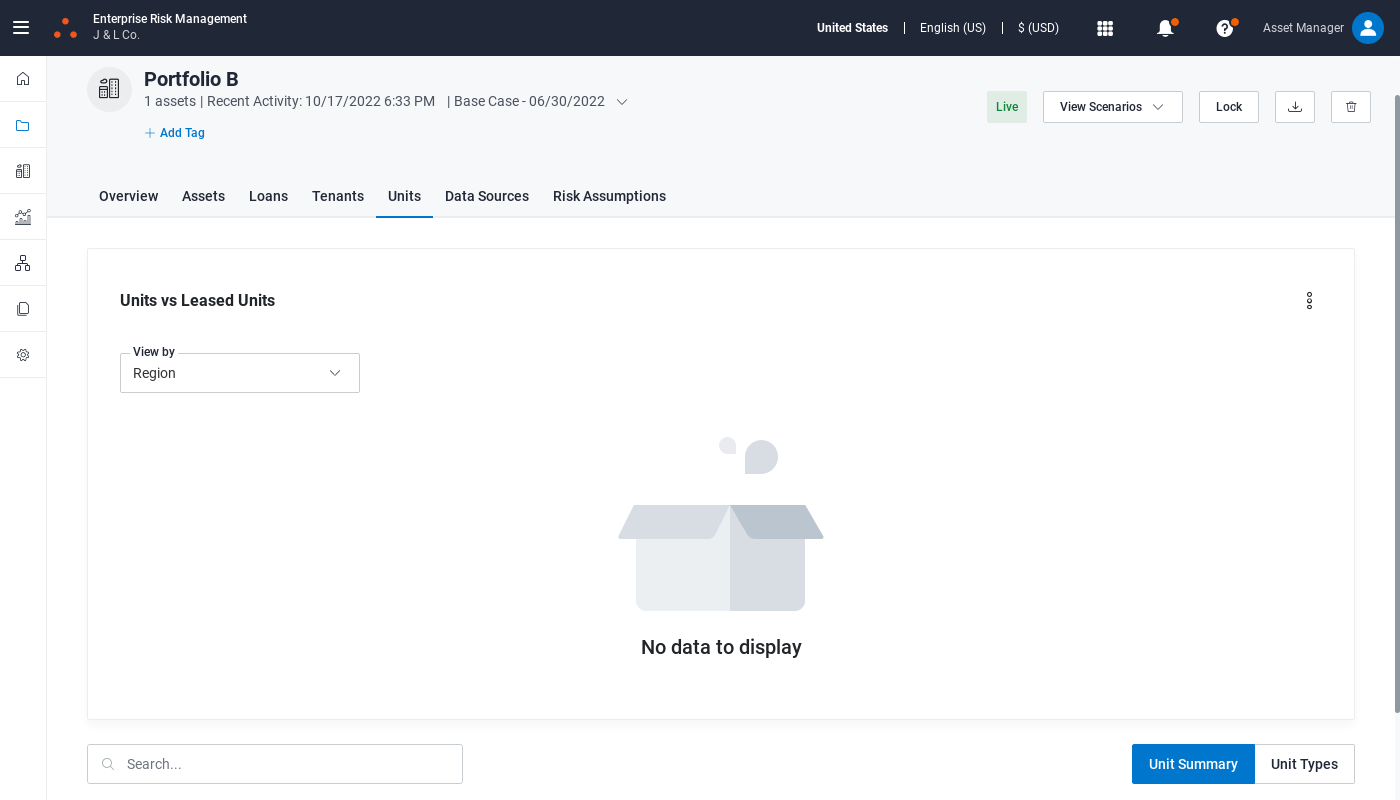 Enterprise Risk Management
J & L Co.
United States | English (US) | $ (USD)
Asset Manager
Portfolio B
1 assets | Recent Activity: 10/17/2022 6:33 PM | Base Case - 06/30/2022
Add Tag
Live
View Scenarios
Lock
Overview Assets Loans Tenants Units Data Sources Risk Assumptions
Units vs Leased Units
View by
Region
No data to display
Search...
Unit Summary Unit Types